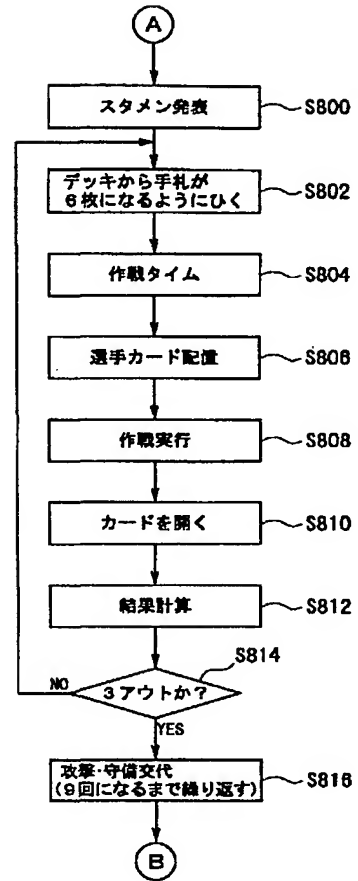 A
スタメン発表 S800
デッキから手札が
6枚になるようにひく S802
作戦タイム S804
選手カード配置 S806
作戦実行 S808
カードを開く S810
結果計算 S812
S814
3アウトか?
NO
YES
攻撃・守備交代
(9回になるまで繰り返す) S816
B